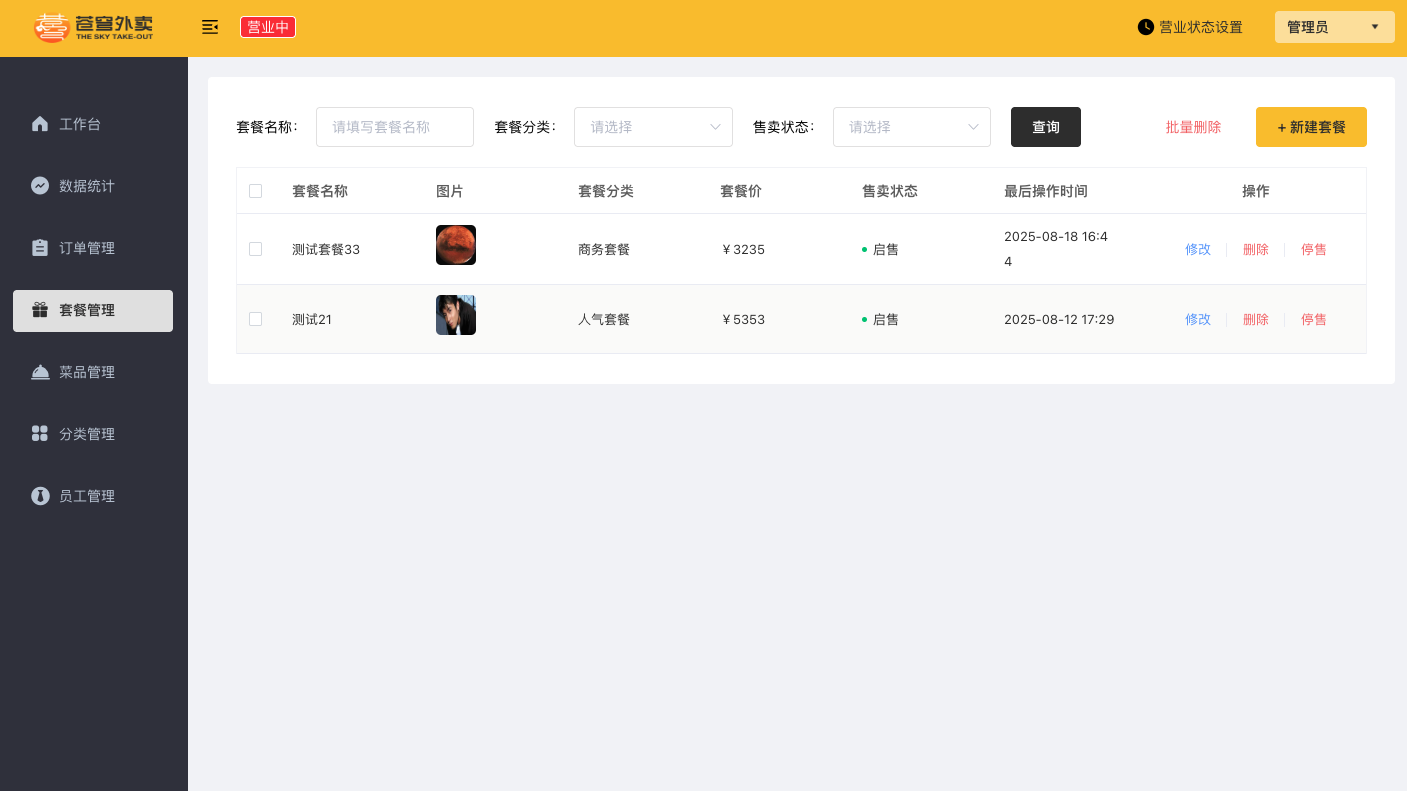 苍穹外卖
THE SKY TAKE-OUT
营业中
营业状态设置
管理员
工作台
数据统计
订单管理
套餐管理
菜品管理
分类管理
员工管理
套餐名称： 请填写套餐名称 套餐分类： 请选择 售卖状态： 请选择 查询 批量删除 + 新建套餐
套餐名称 图片 套餐分类 套餐价 售卖状态 最后操作时间 操作
测试套餐33 商务套餐 ￥3235 启售 2025-08-18 16:4
4 修改 删除 停售
测试21 人气套餐 ￥5353 启售 2025-08-12 17:29 修改 删除 停售